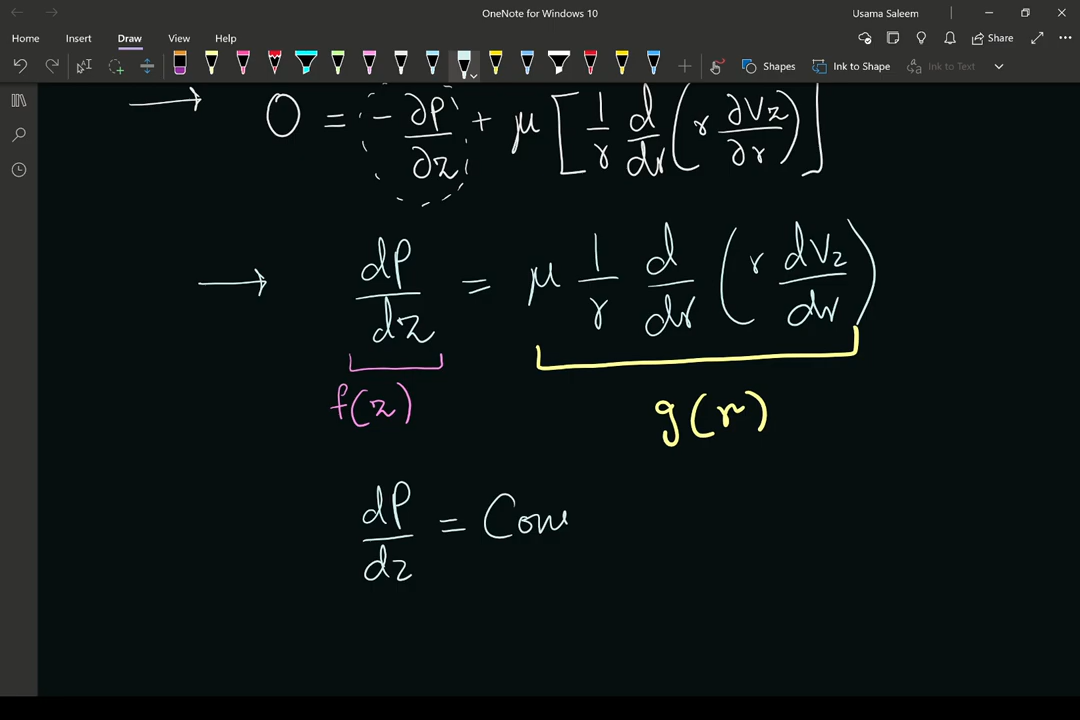 OneNote for Windows 10
Usama Saleem
Home Insert Draw View Help
Share
Shapes Ink to Shape Ink to Text
→ 0 = - ∂P/∂z + μ [ 1/r d/dr ( r ∂Vz/∂r ) ]
→ dP/dz = μ 1/r d/dr ( r dVz/dr )
f(z) g(r)
dP/dz = Con